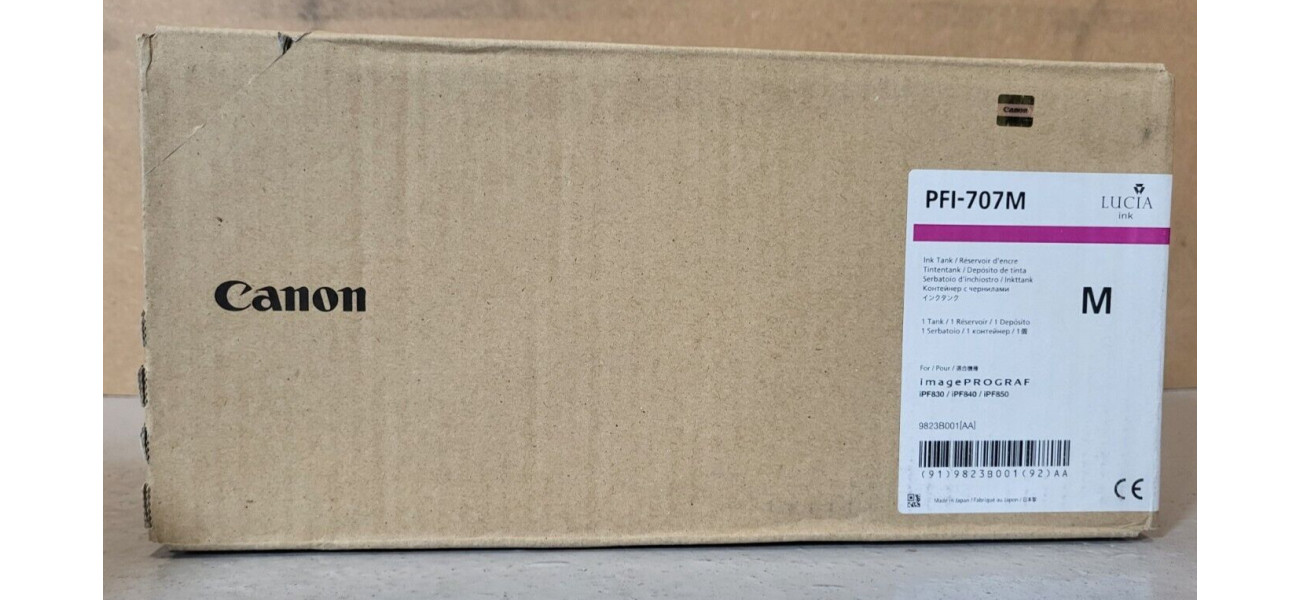 Canon
Canon
PFI-707M
LUCIA
ink
Ink Tank / Réservoir d'encre
Tintentank / Depósito de tinta
Serbatoio d'inchiostro / Inkttank
Контейнер с чернилами
インクタンク
M
1 Tank / 1 Réservoir / 1 Depósito
1 Serbatoio / 1 контейнер / 1個
For / Pour / 適合機種
imagePROGRAF
iPF830 / iPF840 / iPF850
9823B001[AA]
(91)9823B001(92)AA
Made in Japan / Fabriqué au Japon / 日本製
CE